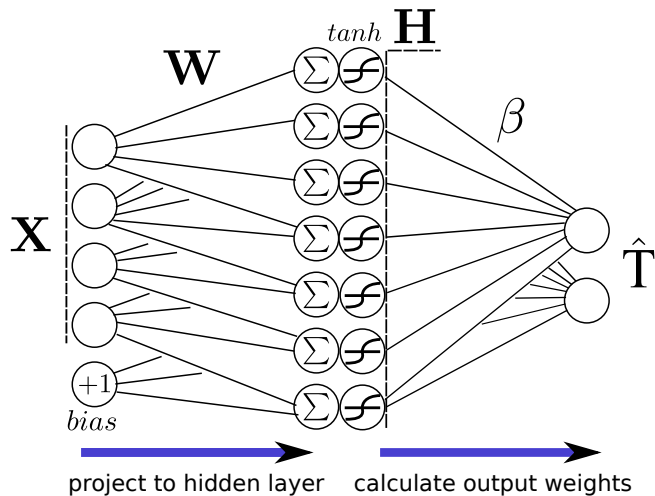 tanh H
W
β
X
T̂
Σ
Σ
Σ
Σ
Σ
Σ
Σ
+1
bias
project to hidden layer calculate output weights